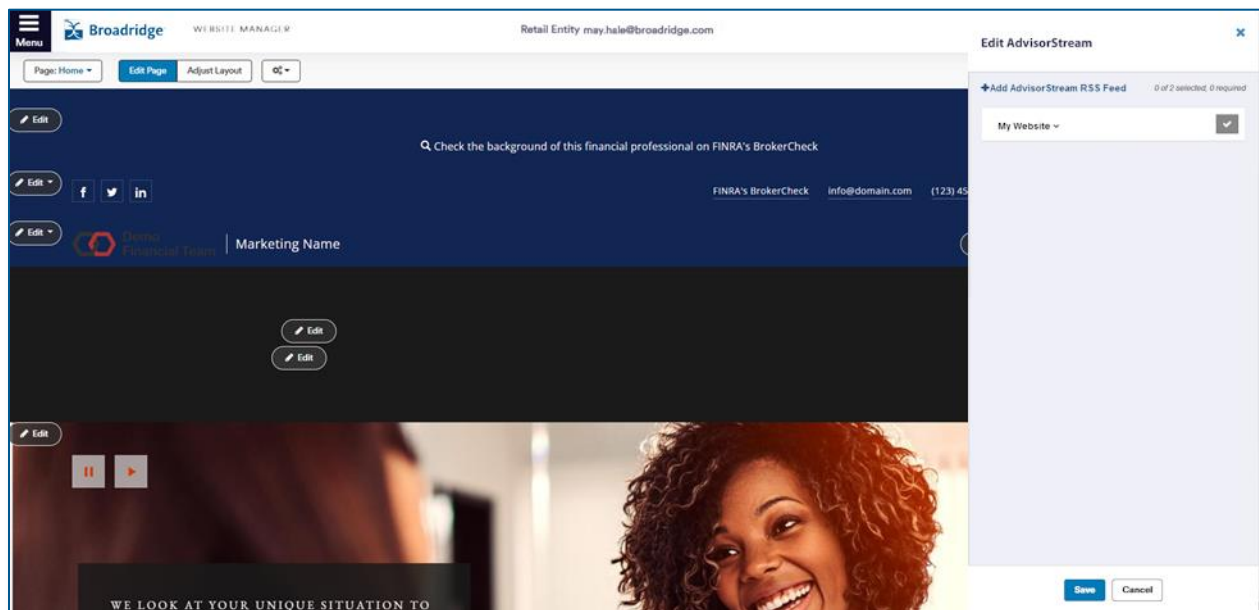 Menu
Broadridge
WEBSITE MANAGER
Retail Entity may.hale@broadridge.com
Page: Home
Edit Page
Adjust Layout
Edit AdvisorStream
+Add AdvisorStream RSS Feed
0 of 2 selected, 0 required
My Website
Edit
Check the background of this financial professional on FINRA's BrokerCheck
Edit
FINRA's BrokerCheck
info@domain.com
(123) 45
Edit
Demo
Financial Team
Marketing Name
Edit
Edit
Edit
WE LOOK AT YOUR UNIQUE SITUATION TO
Save
Cancel